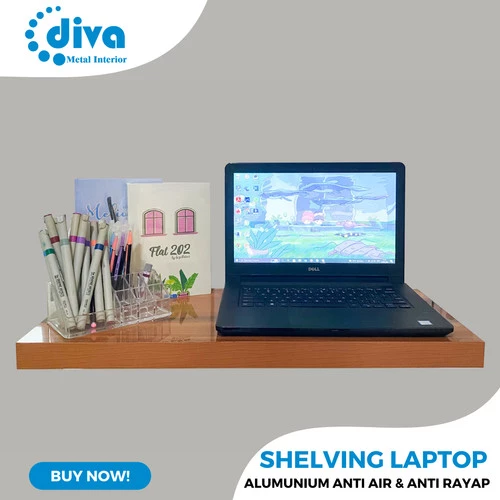 diva
Metal Interior
Flat 202
DELL
BUY NOW!
SHELVING LAPTOP
ALUMUNIUM ANTI AIR & ANTI RAYAP